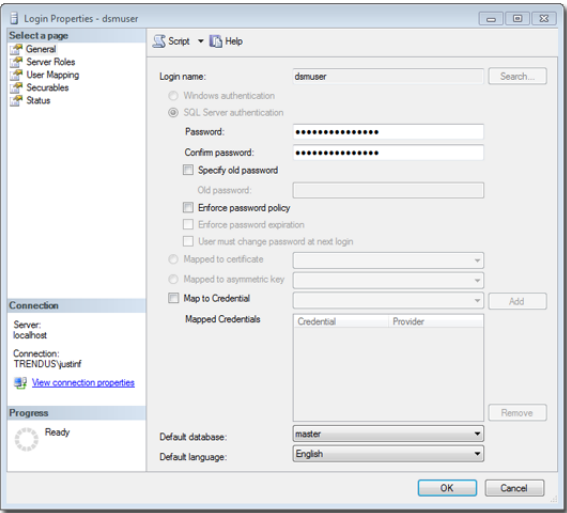 Login Properties - dsmuser
Select a page
General
Server Roles
User Mapping
Securables
Status
Script Help
Login name: dsmuser Search...
Windows authentication
SQL Server authentication
Password: •••••••••••••••
Confirm password: •••••••••••••••
Specify old password
Old password:
Enforce password policy
Enforce password expiration
User must change password at next login
Mapped to certificate
Mapped to asymmetric key
Map to Credential Add
Mapped Credentials Credential Provider
Remove
Default database: master
Default language: English
Connection
Server:
localhost
Connection:
TRENDUS\justinf
View connection properties
Progress
Ready
OK Cancel